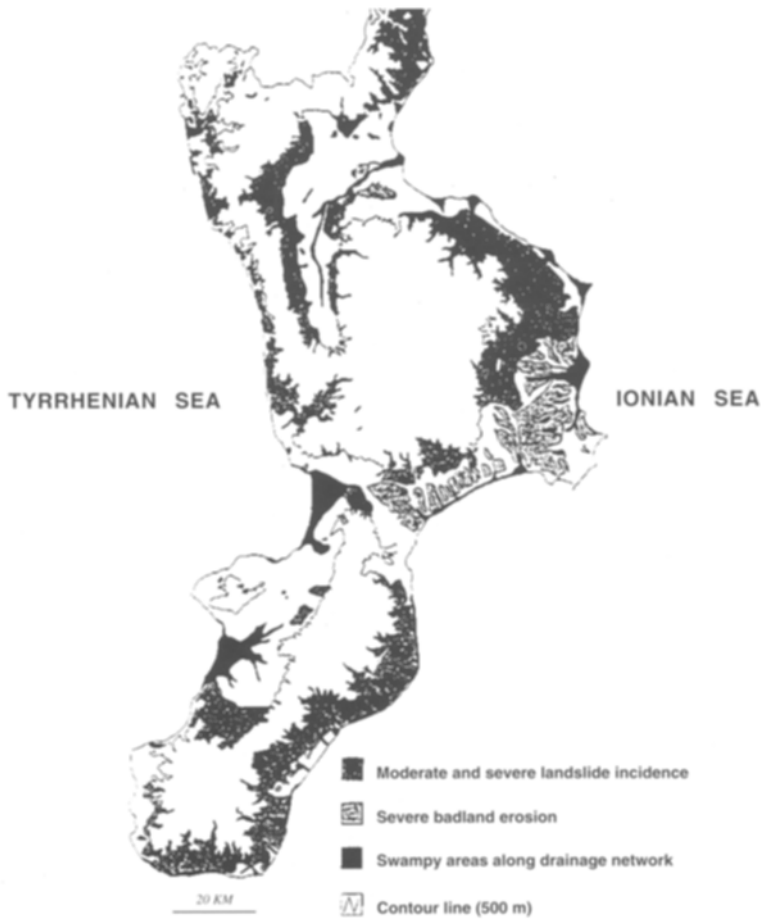 TYRRHENIAN SEA
IONIAN SEA
Moderate and severe landslide incidence
Severe badland erosion
Swampy areas along drainage network
20 KM
Contour line (500 m)